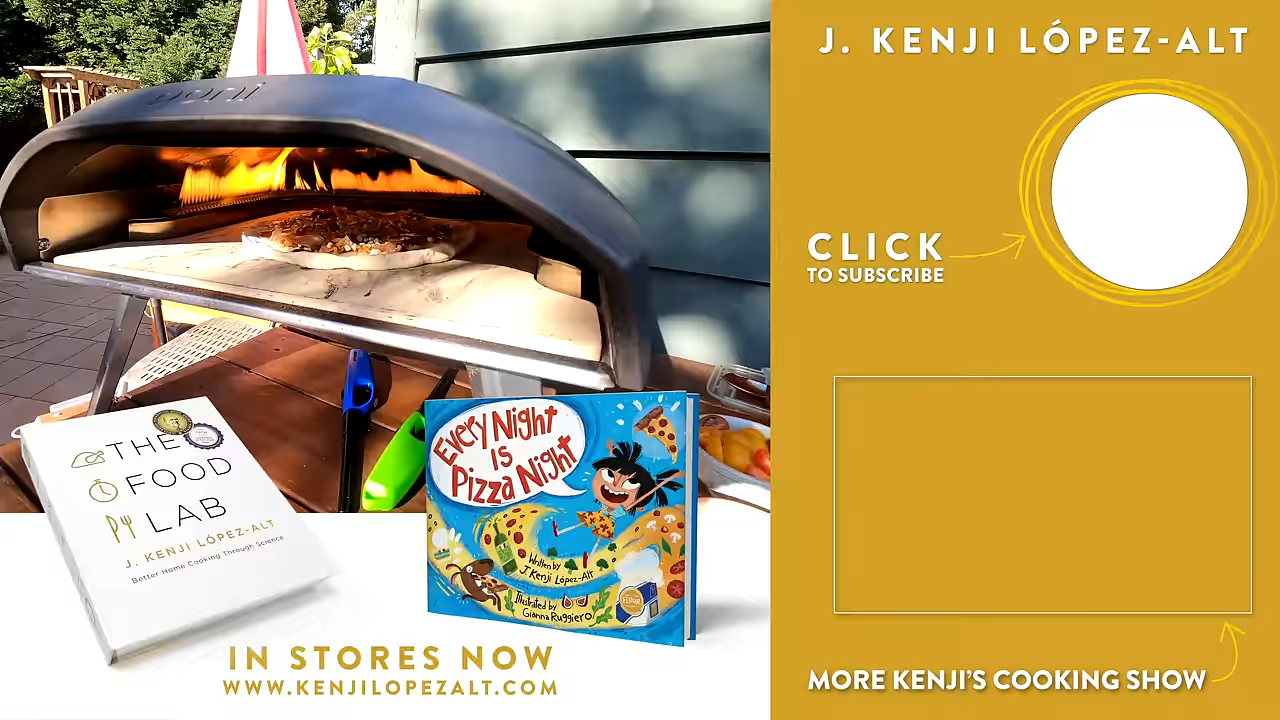 ooni
THE
FOOD
LAB
J. KENJI LÓPEZ-ALT
Better Home Cooking Through Science
Every Night
is
Pizza Night
Written by
J. Kenji López-Alt
Illustrated by
Gianna Ruggiero
FLOUR
IN STORES NOW
WWW.KENJILOPEZALT.COM
J. KENJI LÓPEZ-ALT
CLICK
TO SUBSCRIBE
MORE KENJI'S COOKING SHOW